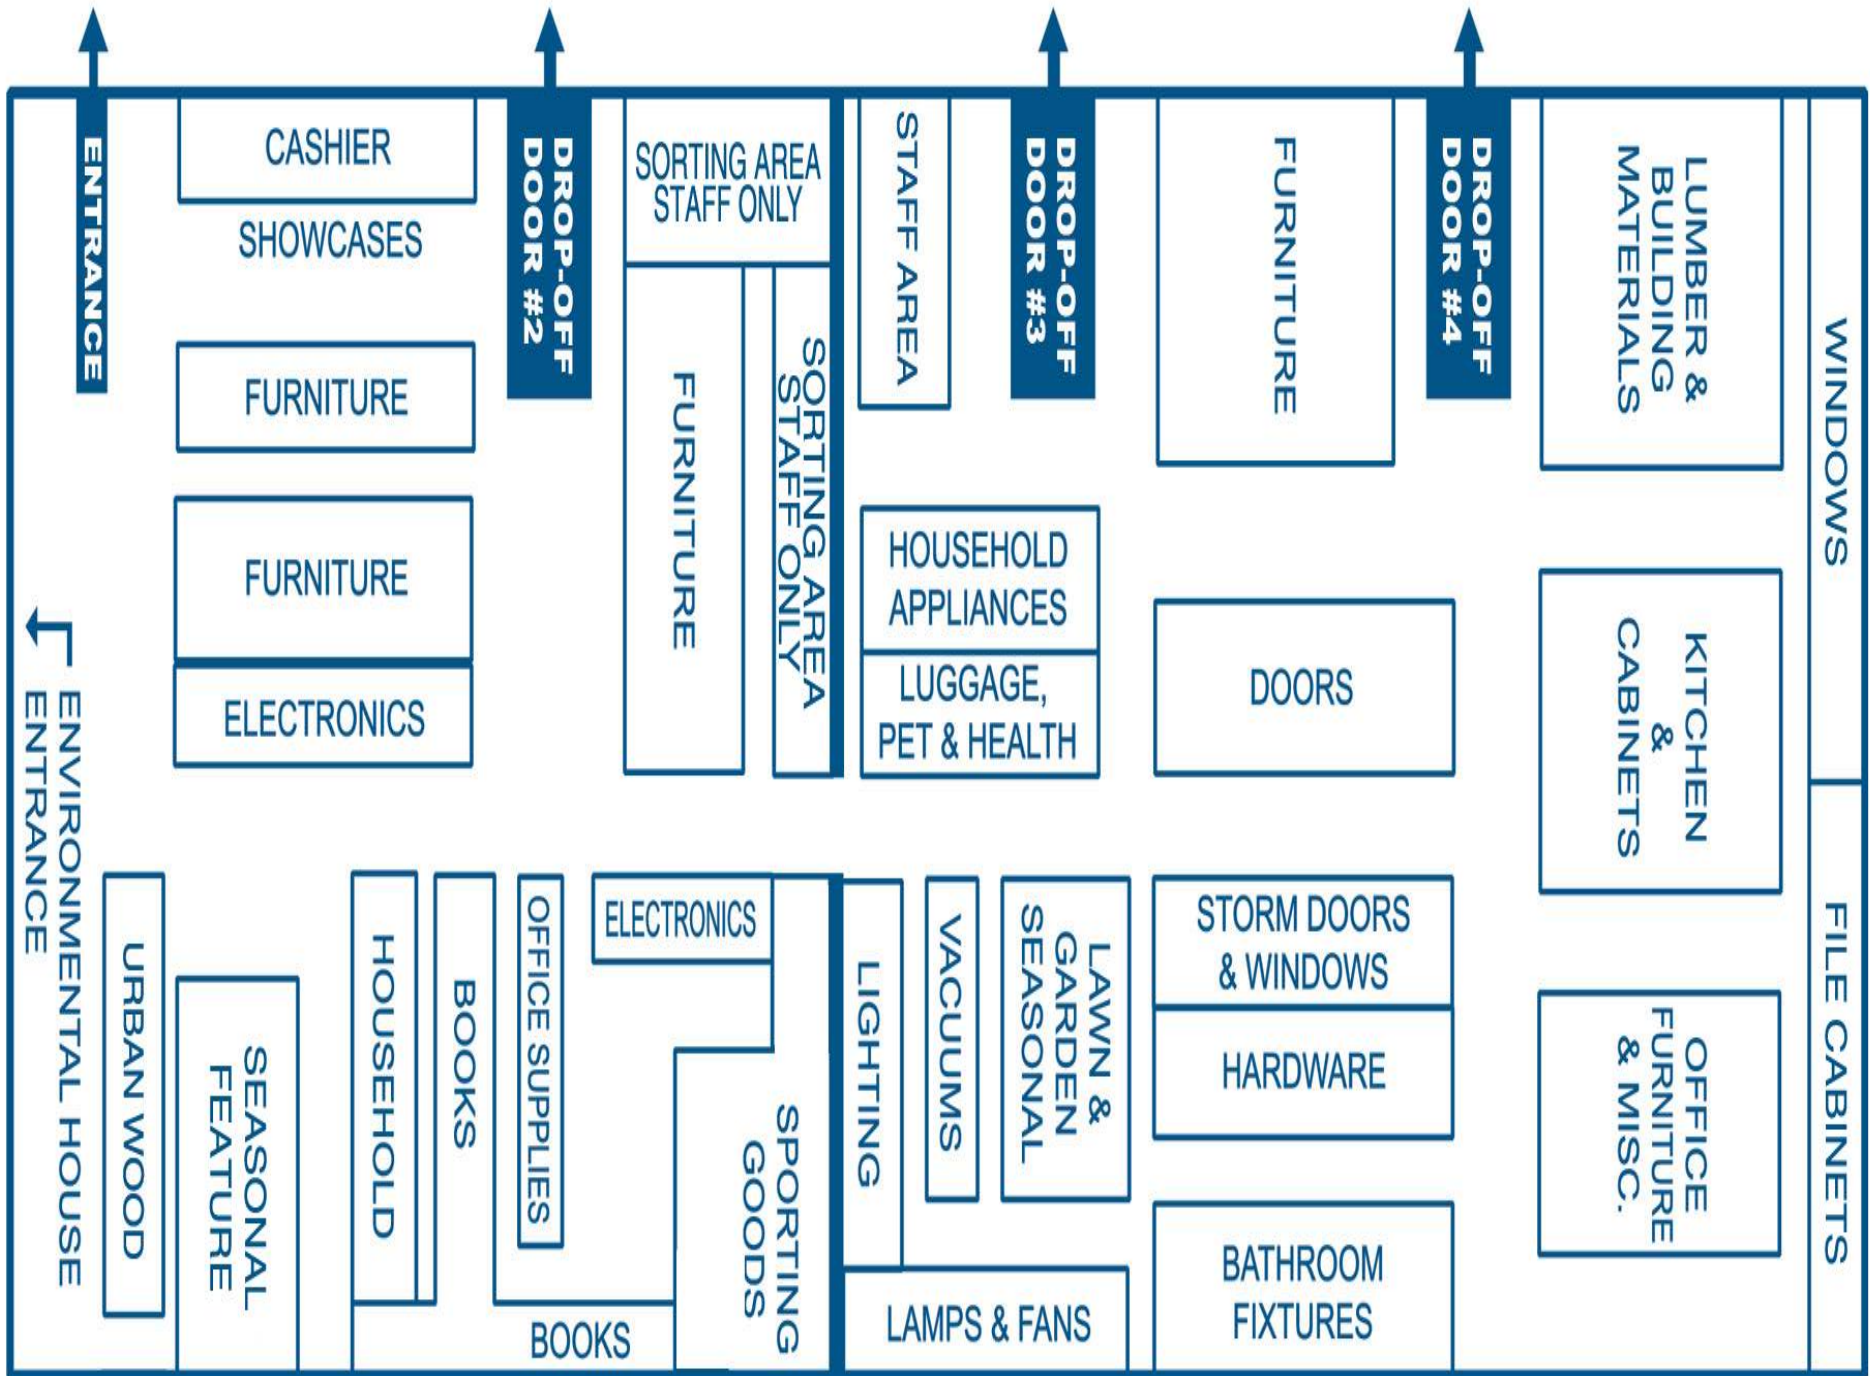 ENTRANCE
CASHIER
SHOWCASES
FURNITURE
FURNITURE
ELECTRONICS
ENVIRONMENTAL HOUSE
ENTRANCE
URBAN WOOD
SEASONAL
FEATURE
HOUSEHOLD
BOOKS
OFFICE SUPPLIES
BOOKS
ELECTRONICS
SPORTING
GOODS
DROP-OFF
DOOR #2
SORTING AREA
STAFF ONLY
FURNITURE
SORTING AREA
STAFF ONLY
STAFF AREA
DROP-OFF
DOOR #3
HOUSEHOLD
APPLIANCES
LUGGAGE,
PET & HEALTH
LIGHTING
VACUUMS
LAWN &
GARDEN
SEASONAL
LAMPS & FANS
FURNITURE
DOORS
STORM DOORS
& WINDOWS
HARDWARE
BATHROOM
FIXTURES
DROP-OFF
DOOR #4
LUMBER &
BUILDING
MATERIALS
KITCHEN
&
CABINETS
OFFICE
FURNITURE
& MISC.
WINDOWS
FILE CABINETS